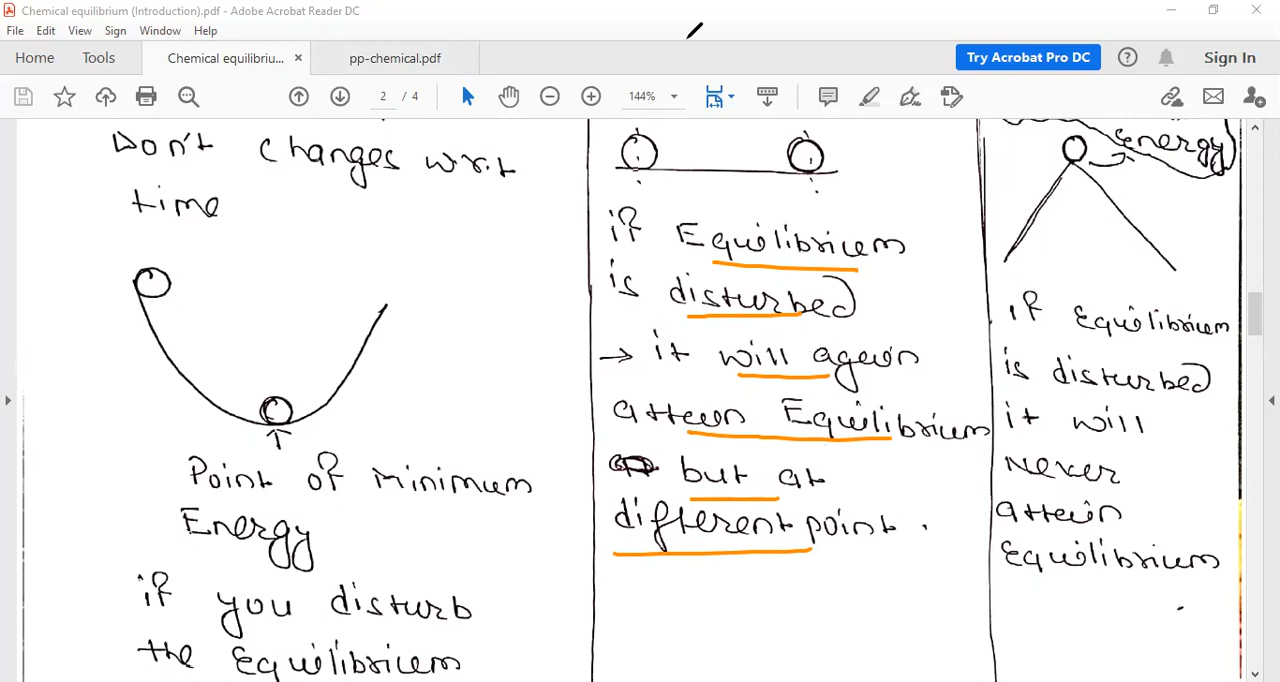 Chemical equilibrium (Introduction).pdf - Adobe Acrobat Reader DC
File Edit View Sign Window Help
Home Tools Chemical equilibriu... × pp-chemical.pdf Try Acrobat Pro DC Sign In
2 / 4 144%
Don't changes w.r.t
time
Point of minimum
Energy
if you disturb
the Equilibrium
if Equilibrium
is disturbed
→ it will again
attain Equilibrium
but at
different point .
Energy
if equilibrium
is disturbed
it will
Never
attain
Equilibrium